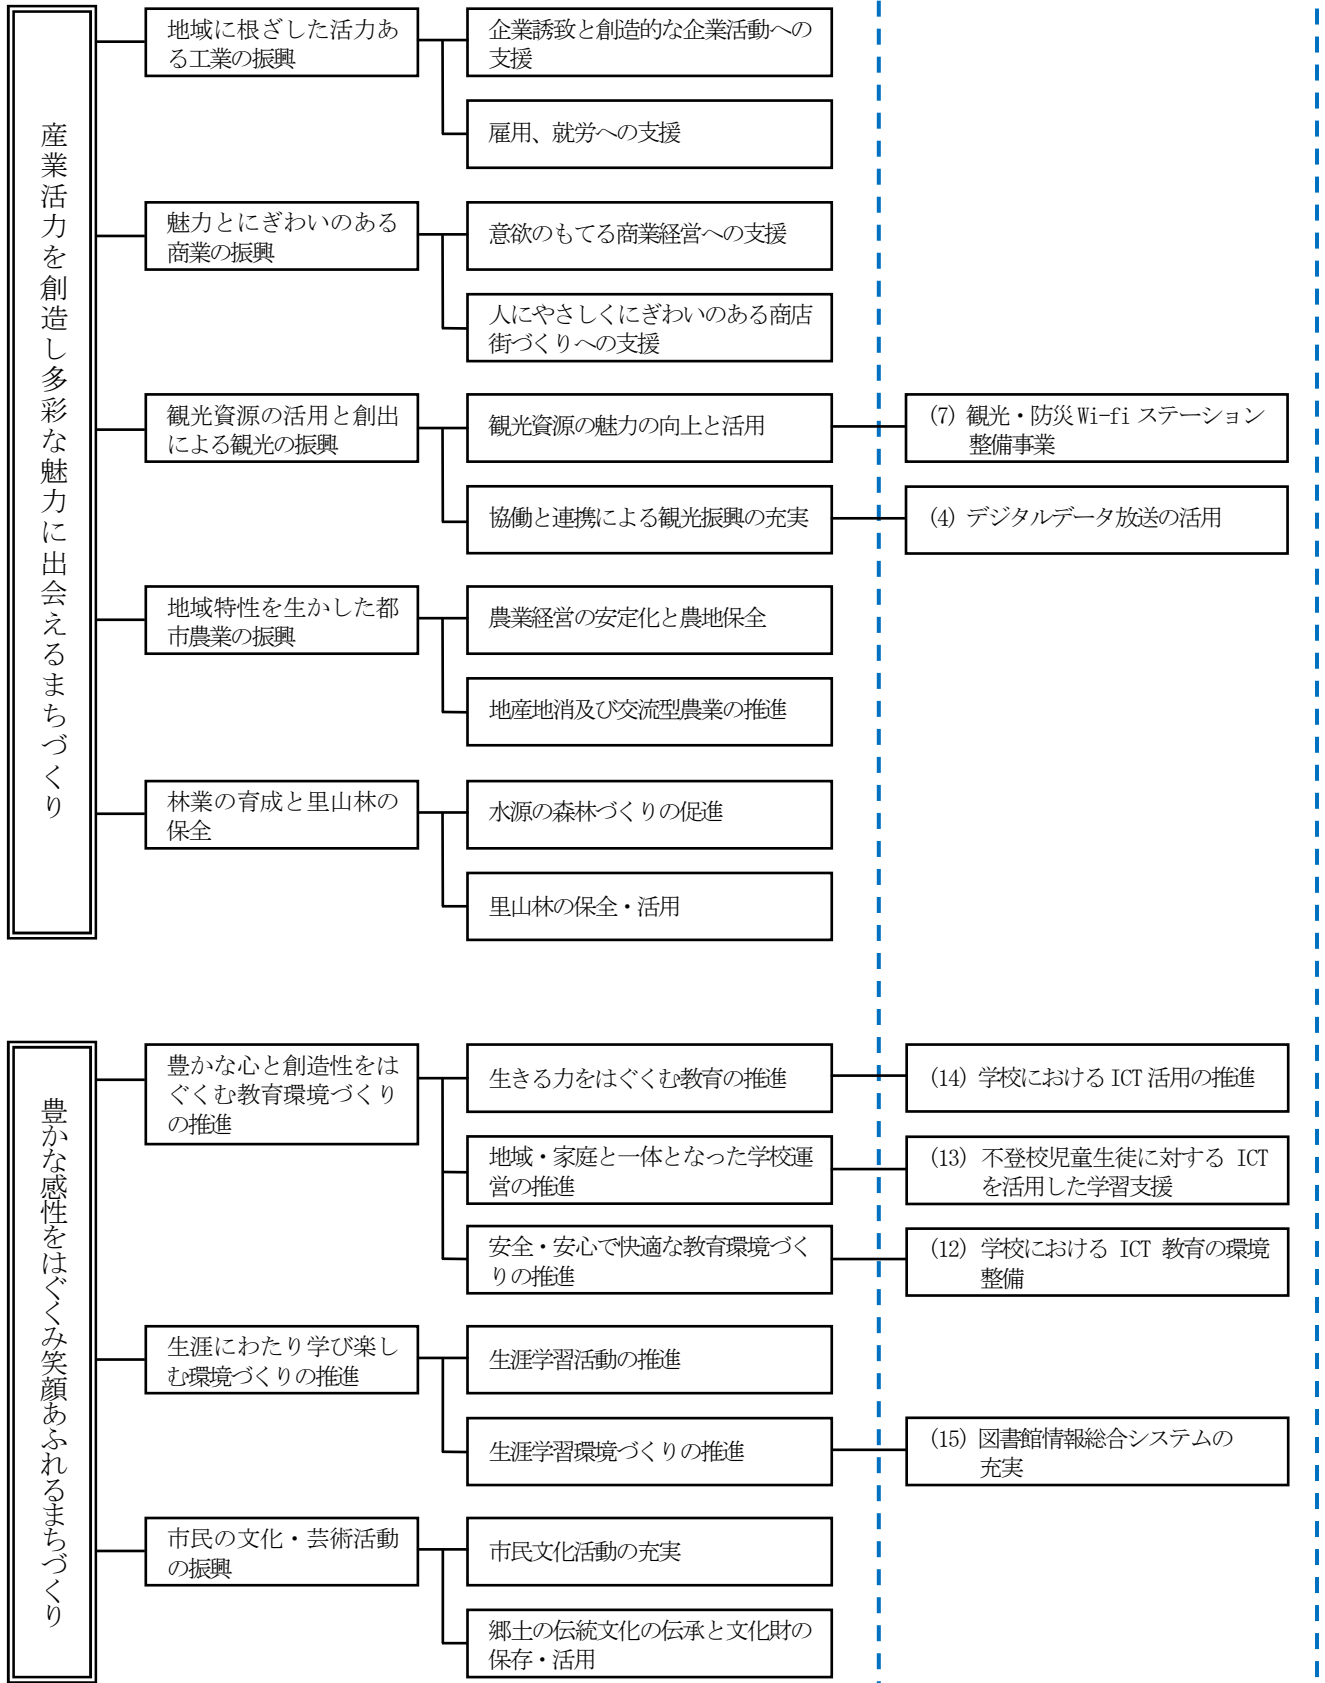 産業活力を創造し多彩な魅力に出会えるまちづくり
地域に根ざした活力あ
る工業の振興
企業誘致と創造的な企業活動への
支援
雇用、就労への支援
魅力とにぎわいのある
商業の振興
意欲のもてる商業経営への支援
人にやさしくにぎわいのある商店
街づくりへの支援
観光資源の活用と創出
による観光の振興
観光資源の魅力の向上と活用
(7) 観光・防災 Wi-fi ステーション
整備事業
協働と連携による観光振興の充実
(4) デジタルデータ放送の活用
地域特性を生かした都
市農業の振興
農業経営の安定化と農地保全
地産地消及び交流型農業の推進
林業の育成と里山林の
保全
水源の森林づくりの促進
里山林の保全・活用
豊かな感性をはぐくみ笑顔あふれるまちづくり
豊かな心と創造性をは
ぐくむ教育環境づくり
の推進
生きる力をはぐくむ教育の推進
(14) 学校における ICT 活用の推進
地域・家庭と一体となった学校運
営の推進
(13) 不登校児童生徒に対する ICT
を活用した学習支援
安全・安心で快適な教育環境づく
りの推進
(12) 学校における ICT 教育の環境
整備
生涯にわたり学び楽し
む環境づくりの推進
生涯学習活動の推進
生涯学習環境づくりの推進
(15) 図書館情報総合システムの
充実
市民の文化・芸術活動
の振興
市民文化活動の充実
郷土の伝統文化の伝承と文化財の
保存・活用